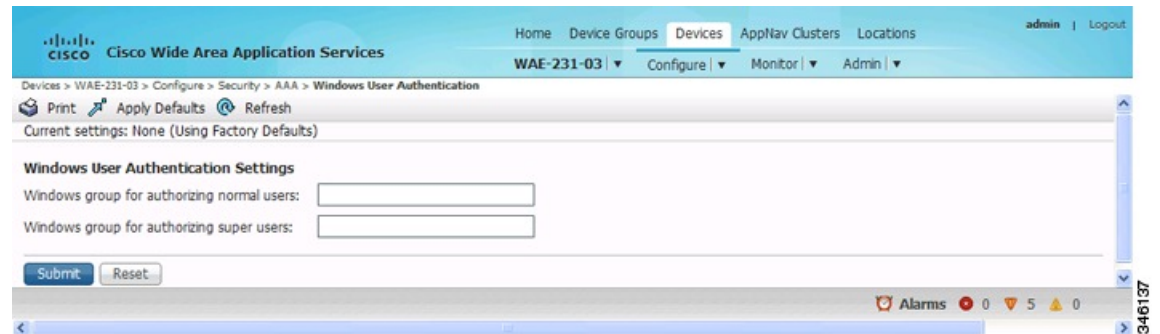 Home Device Groups Devices AppNav Clusters Locations
admin | Logout
CISCO Cisco Wide Area Application Services
WAE-231-03 Configure Monitor Admin
Devices > WAE-231-03 > Configure > Security > AAA > Windows User Authentication
Print Apply Defaults Refresh
Current settings: None (Using Factory Defaults)
Windows User Authentication Settings
Windows group for authorizing normal users:
Windows group for authorizing super users:
Submit Reset
Alarms 0 5 0
346137